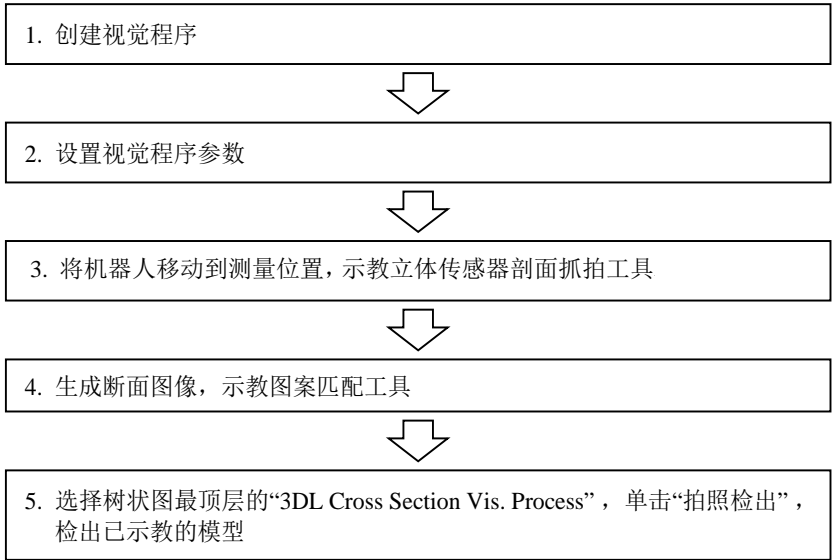 1. 创建视觉程序
2. 设置视觉程序参数
3. 将机器人移动到测量位置，示教立体传感器剖面抓拍工具
4. 生成断面图像，示教图案匹配工具
5. 选择树状图最顶层的“3DL Cross Section Vis. Process”，单击“拍照检出”，
检出已示教的模型